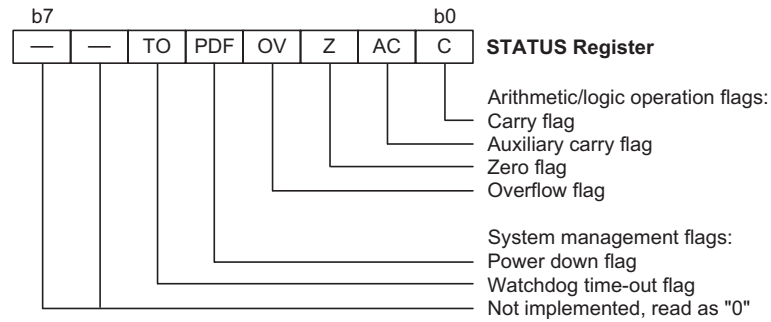 b7 b0
— — TO PDF OV Z AC C STATUS Register
Arithmetic/logic operation flags:
Carry flag
Auxiliary carry flag
Zero flag
Overflow flag
System management flags:
Power down flag
Watchdog time-out flag
Not implemented, read as "0"